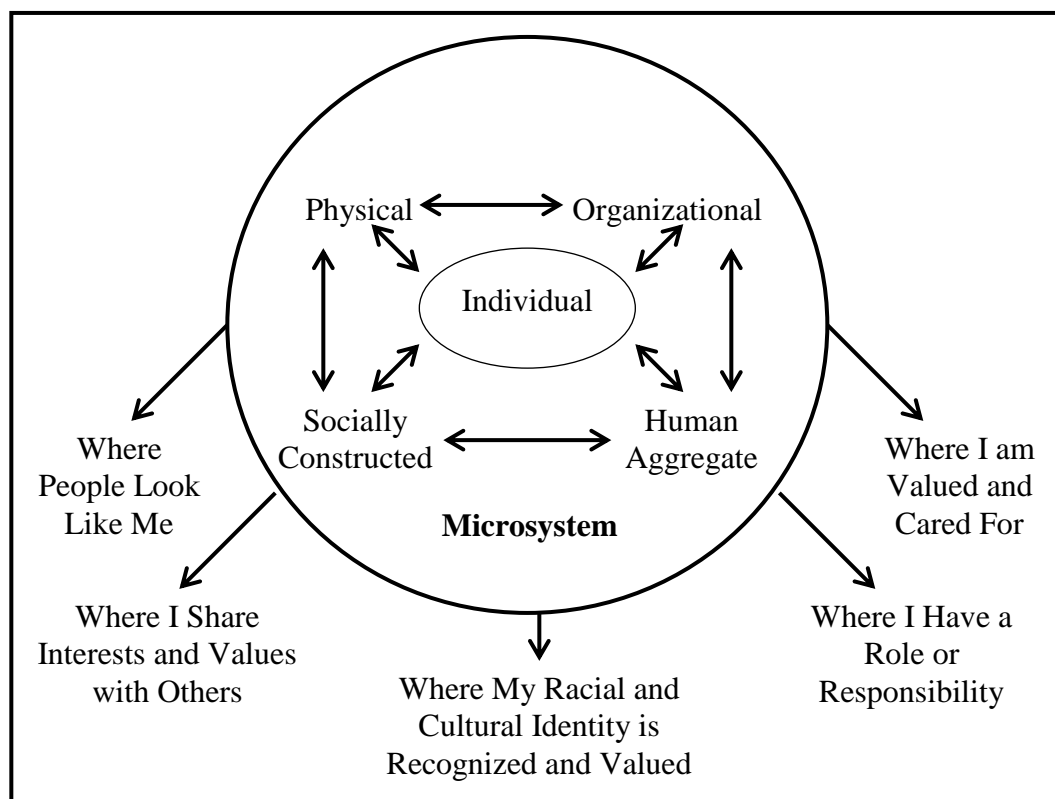 Physical
Organizational
Individual
Socially
Constructed
Human
Aggregate
Microsystem
Where
People Look
Like Me
Where I am
Valued and
Cared For
Where I Share
Interests and Values
with Others
Where My Racial and
Cultural Identity is
Recognized and Valued
Where I Have a
Role or
Responsibility